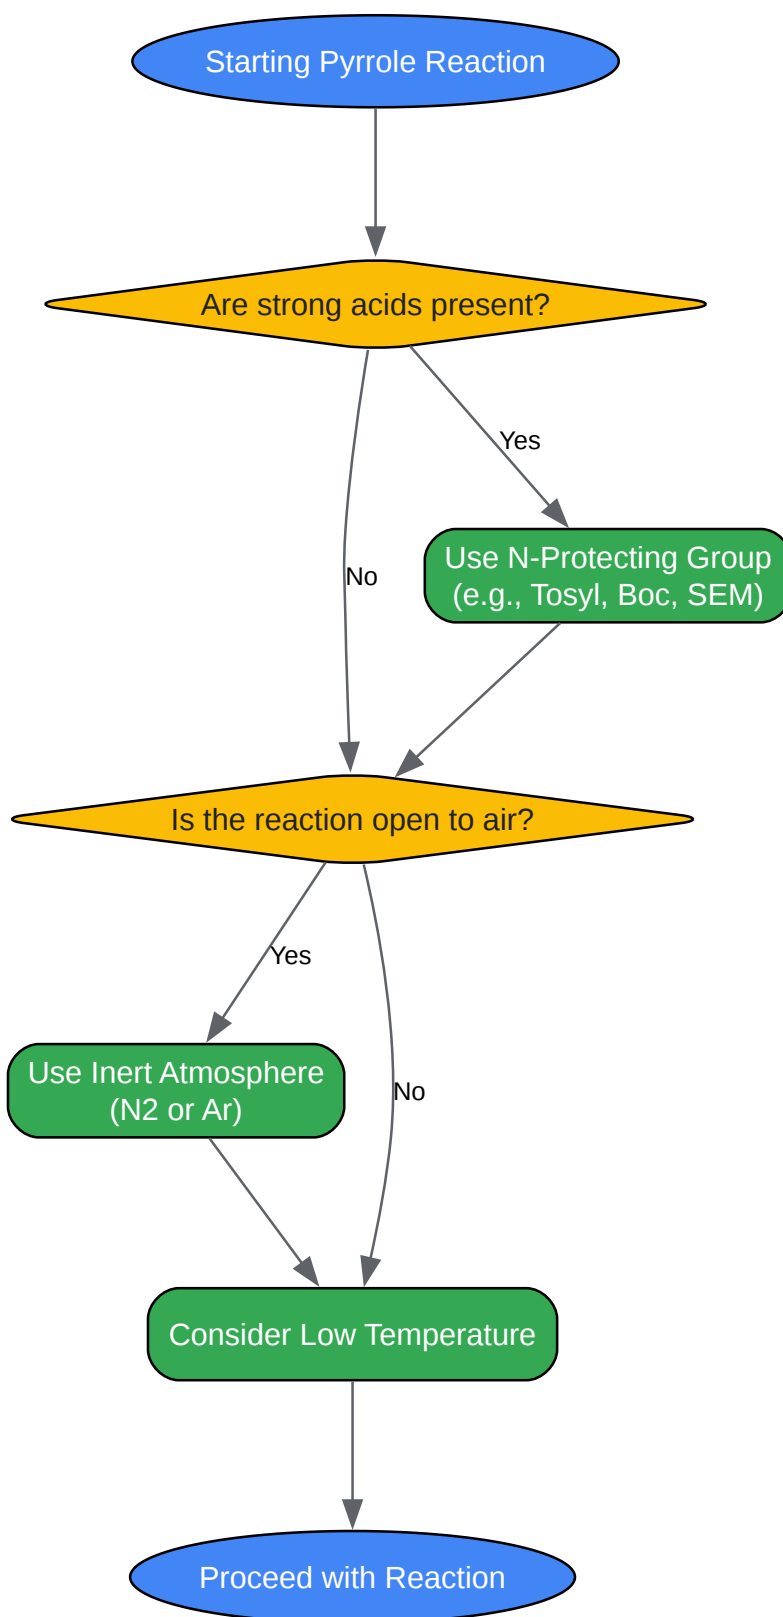 Starting Pyrrole Reaction
Are strong acids present?
Yes
No
Use N-Protecting Group
(e.g., Tosyl, Boc, SEM)
Is the reaction open to air?
Yes
Use Inert Atmosphere
(N2 or Ar)
No
Consider Low Temperature
Proceed with Reaction